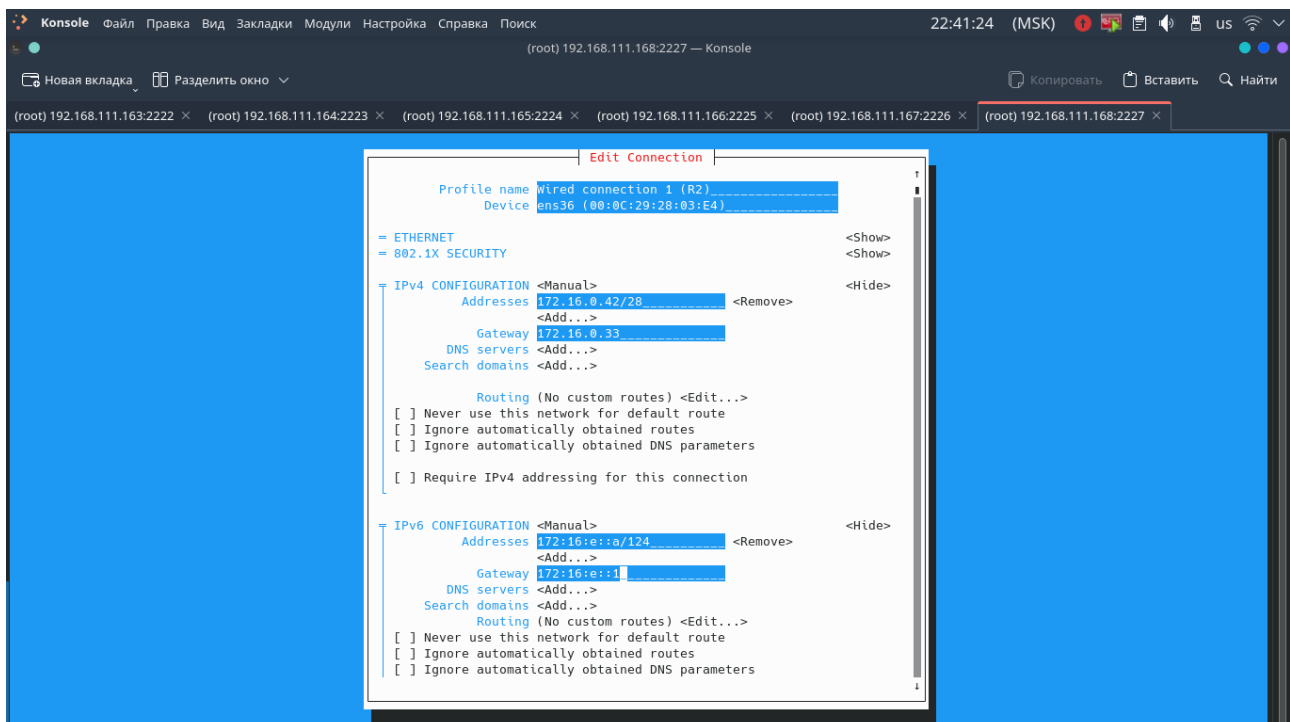 Konsole Файл Правка Вид Закладки Модули Настройка Справка Поиск 22:41:24 (MSK) us
(root) 192.168.111.168:2227 — Konsole
Новая вкладка Разделить окно Копировать Вставить Найти
(root) 192.168.111.163:2222 × (root) 192.168.111.164:2223 × (root) 192.168.111.165:2224 × (root) 192.168.111.166:2225 × (root) 192.168.111.167:2226 × (root) 192.168.111.168:2227 ×
Edit Connection
Profile name Wired connection 1 (R2)_________________
Device ens36 (00:0C:29:28:03:E4)_______________
= ETHERNET <Show>
= 802.1X SECURITY <Show>
= IPv4 CONFIGURATION <Manual> <Hide>
Addresses 172.16.0.42/28___________ <Remove>
<Add...>
Gateway 172.16.0.33______________
DNS servers <Add...>
Search domains <Add...>
Routing (No custom routes) <Edit...>
[ ] Never use this network for default route
[ ] Ignore automatically obtained routes
[ ] Ignore automatically obtained DNS parameters
[ ] Require IPv4 addressing for this connection
= IPv6 CONFIGURATION <Manual> <Hide>
Addresses 172:16:e::a/124__________ <Remove>
<Add...>
Gateway 172:16:e::1______________
DNS servers <Add...>
Search domains <Add...>
Routing (No custom routes) <Edit...>
[ ] Never use this network for default route
[ ] Ignore automatically obtained routes
[ ] Ignore automatically obtained DNS parameters